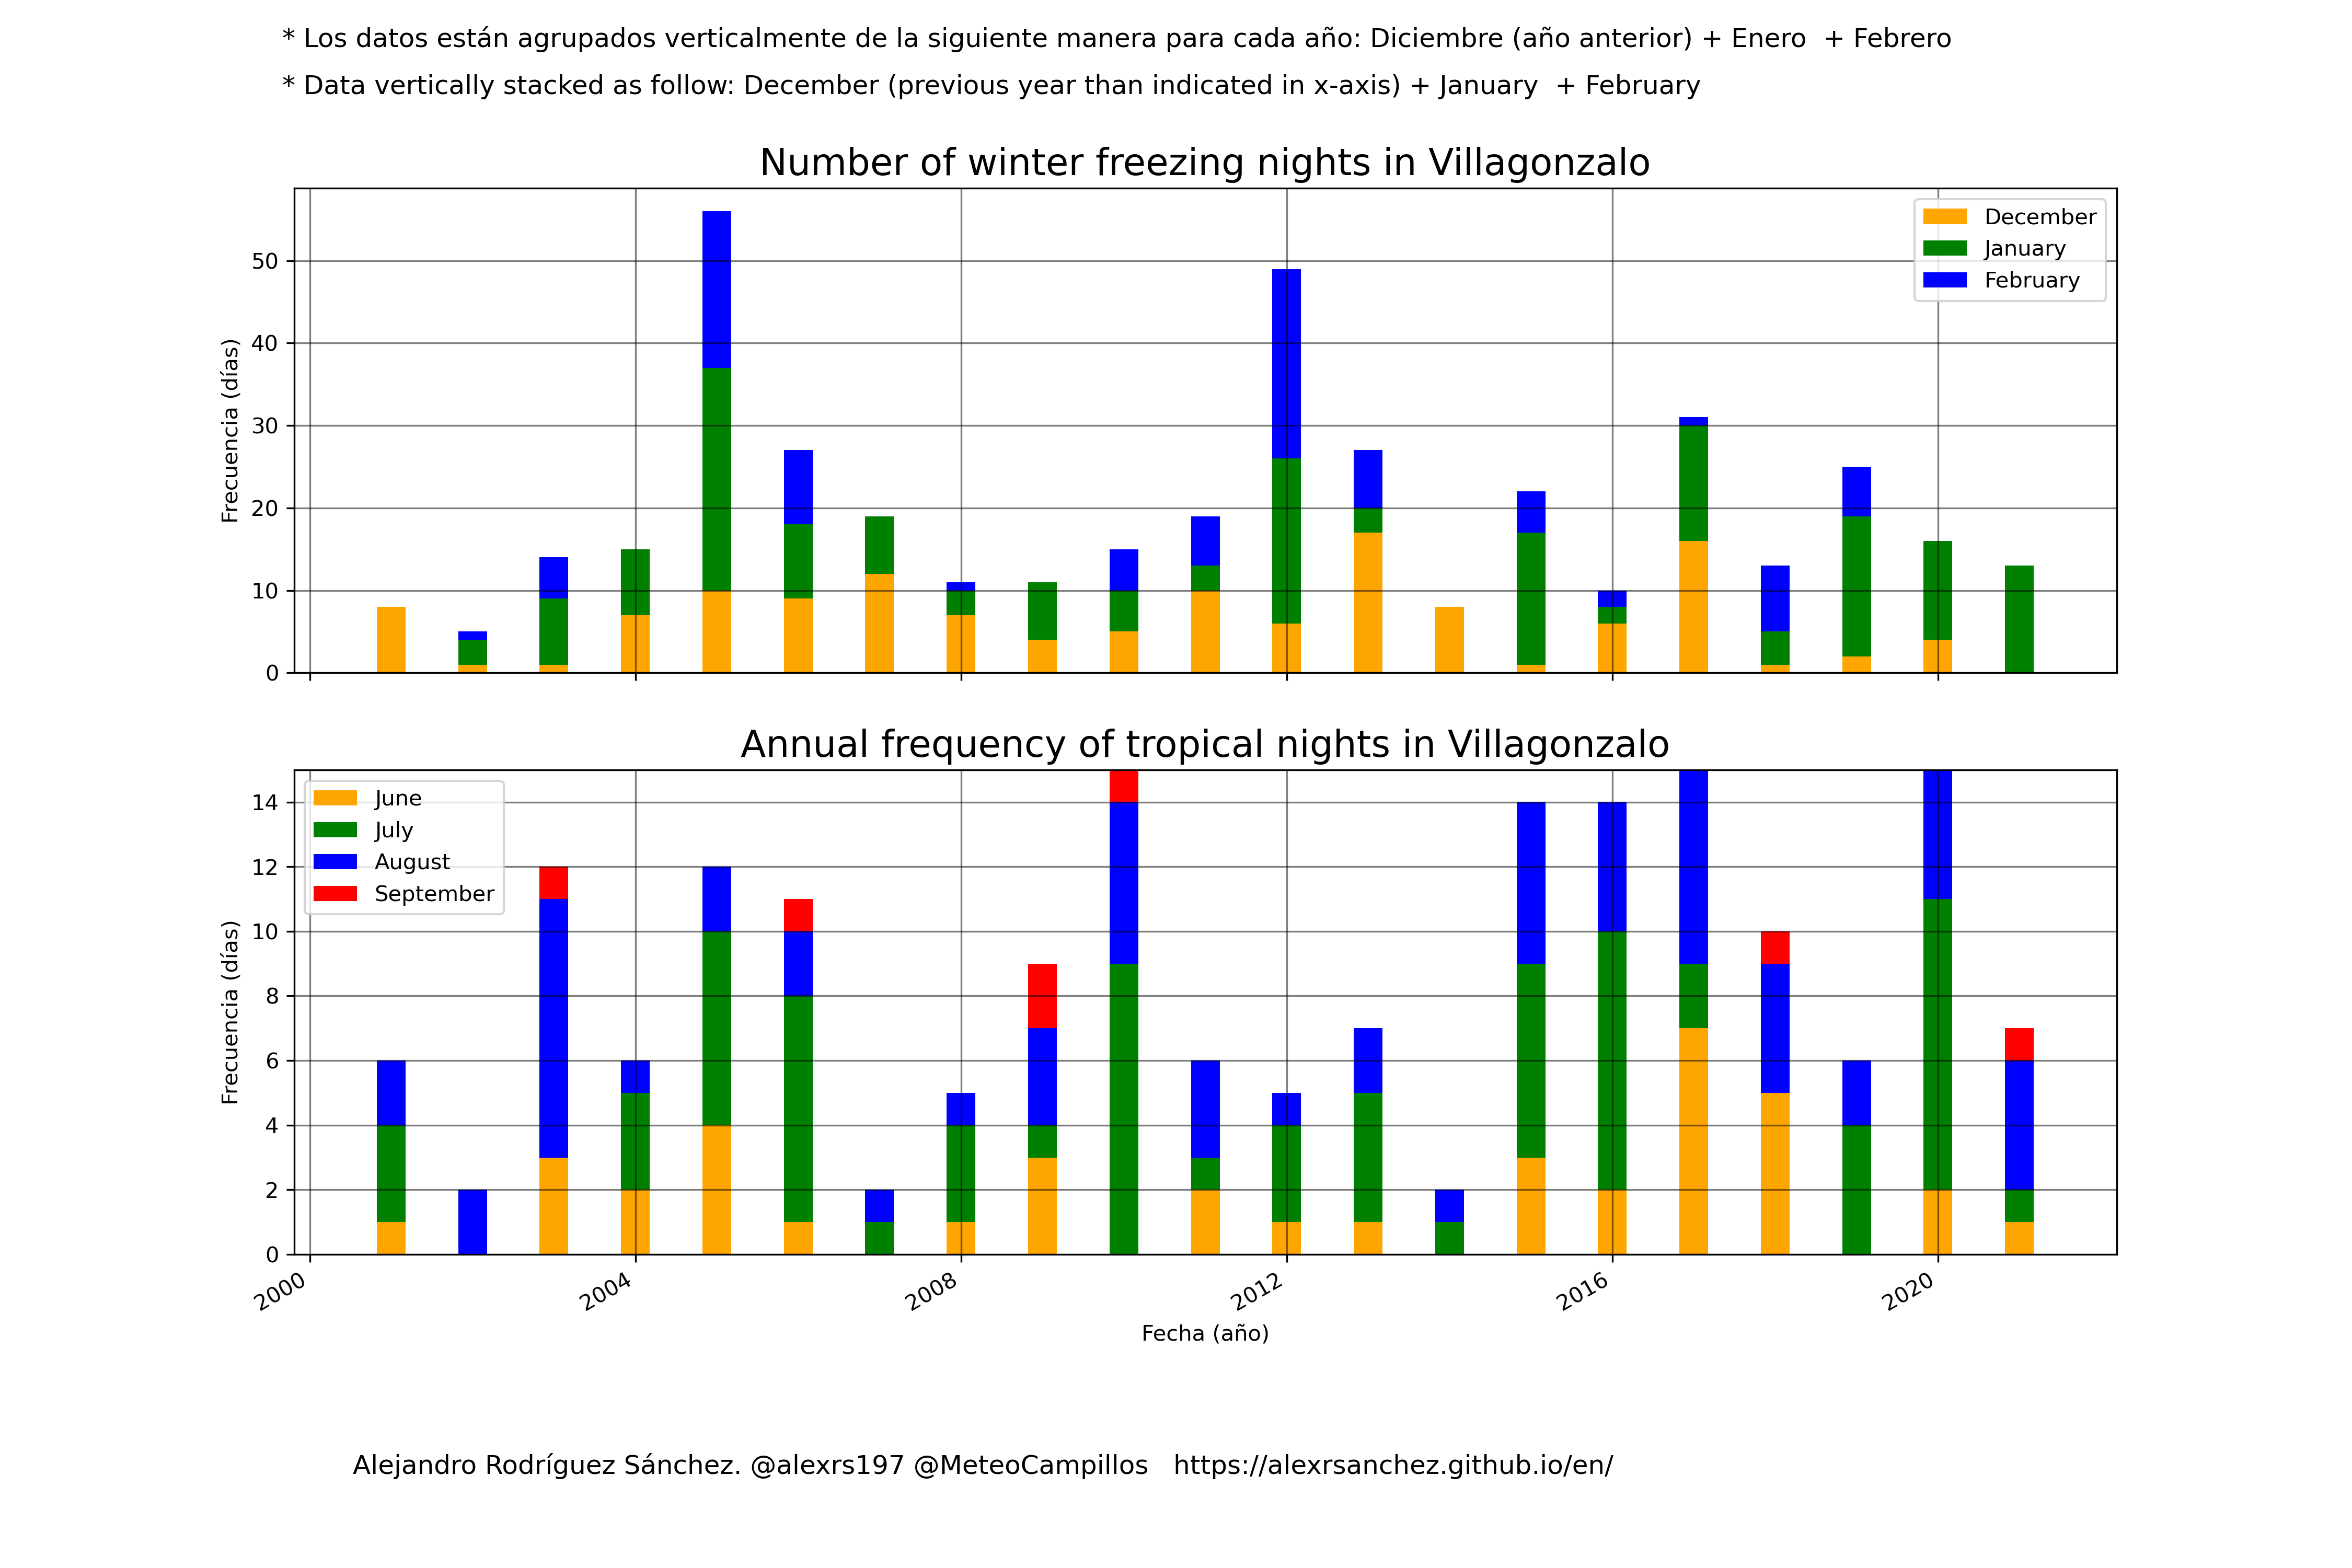 * Los datos están agrupados verticalmente de la siguiente manera para cada año: Diciembre (año anterior) + Enero  + Febrero
* Data vertically stacked as follow: December (previous year than indicated in x-axis) + January  + February
Number of winter freezing nights in Villagonzalo
Frecuencia (días)
50
40
30
20
10
0
December
January
February
Annual frequency of tropical nights in Villagonzalo
Frecuencia (días)
14
12
10
8
6
4
2
0
June
July
August
September
2000
2004
2008
2012
2016
2020
Fecha (año)
Alejandro Rodríguez Sánchez. @alexrs197 @MeteoCampillos   https://alexrsanchez.github.io/en/